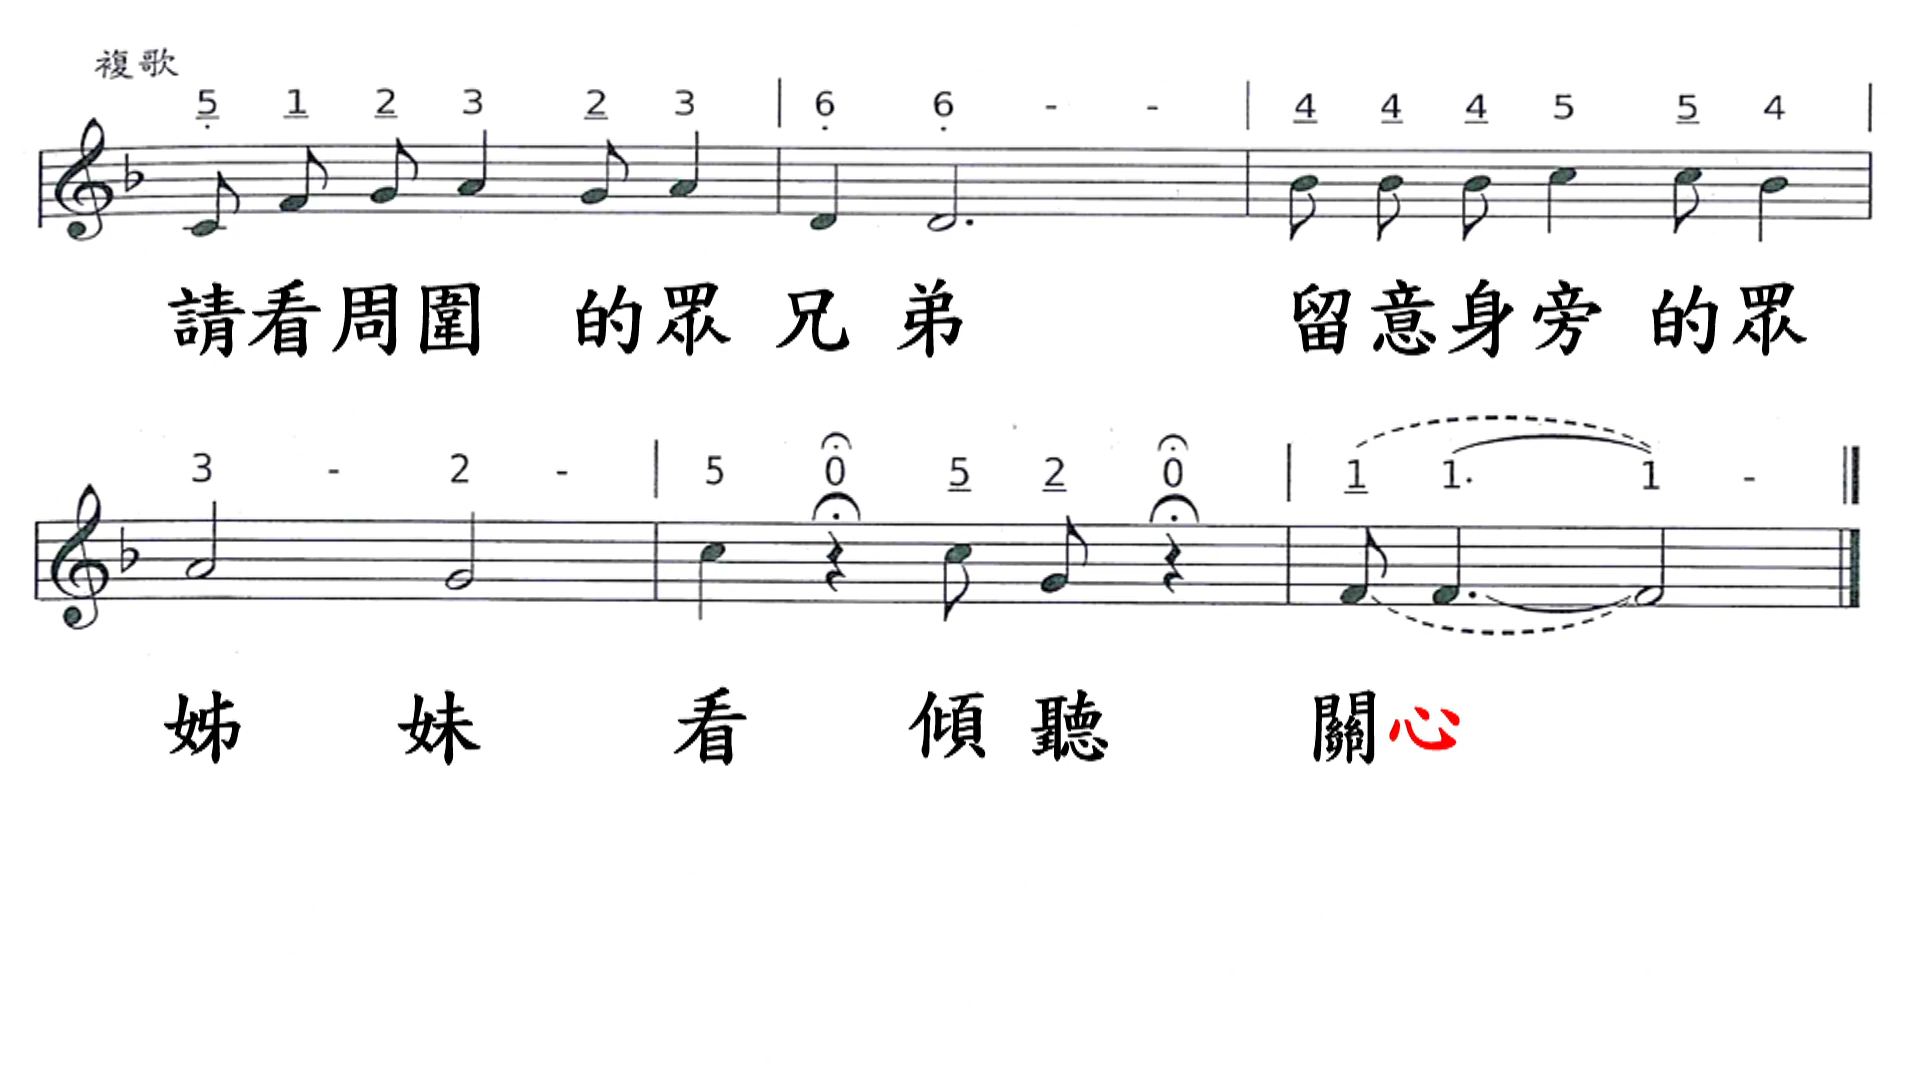 複歌
5 1 2 3 2 3 | 6 6 - - | 4 4 4 5 5 4 |
請看周圍 的眾 兄 弟 留意身旁 的眾
3 - 2 - | 5 0 5 2 0 | 1 1. 1 - ||
姊 妹 看 傾 聽 關心